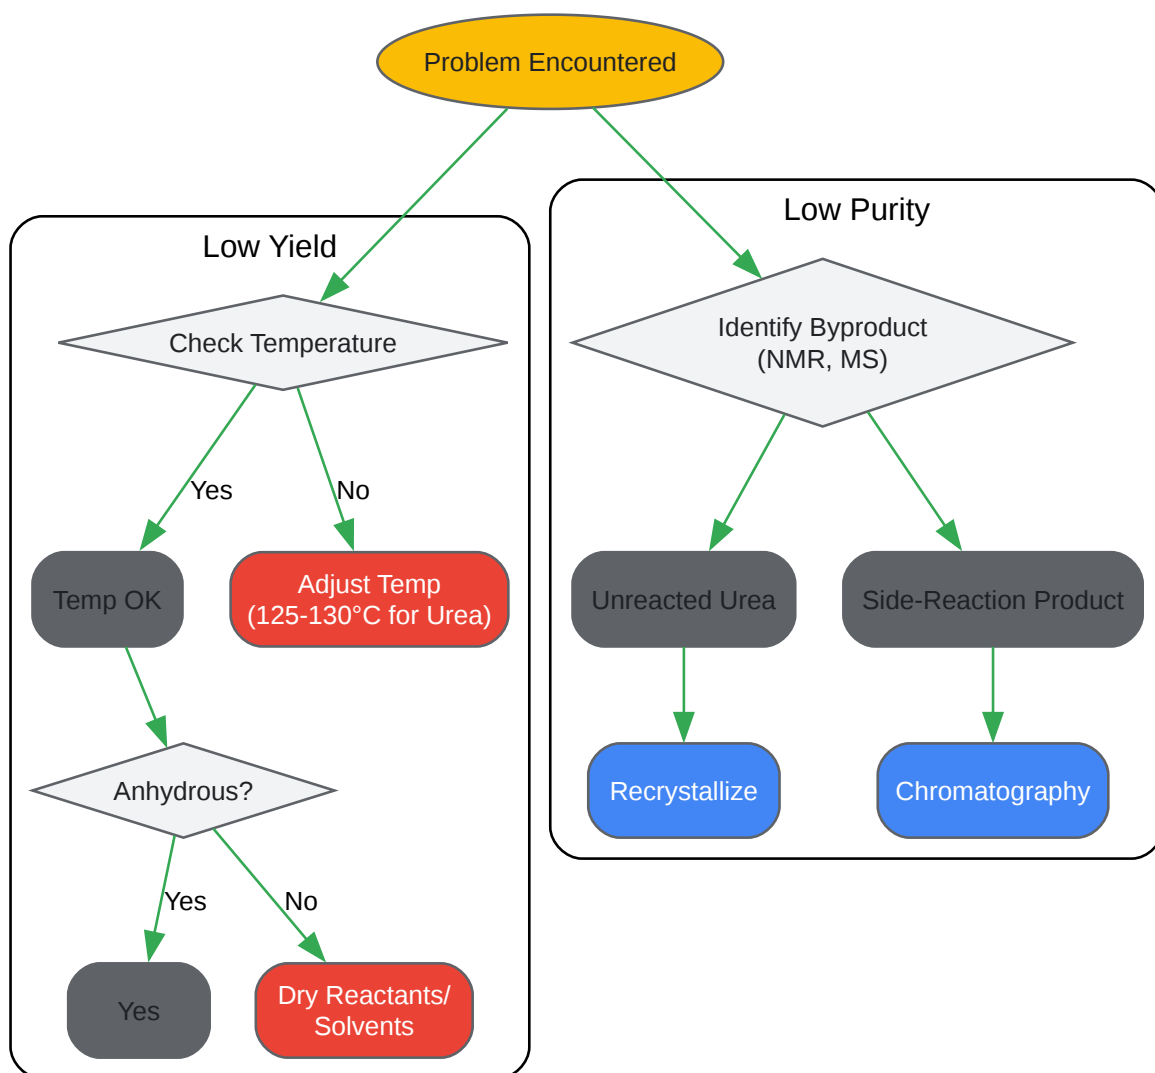 Problem Encountered
Low Yield
Check Temperature
Yes
No
Temp OK
Adjust Temp
(125-130°C for Urea)
Anhydrous?
Yes
No
Yes
Dry Reactants/
Solvents
Low Purity
Identify Byproduct
(NMR, MS)
Unreacted Urea
Side-Reaction Product
Recrystallize
Chromatography